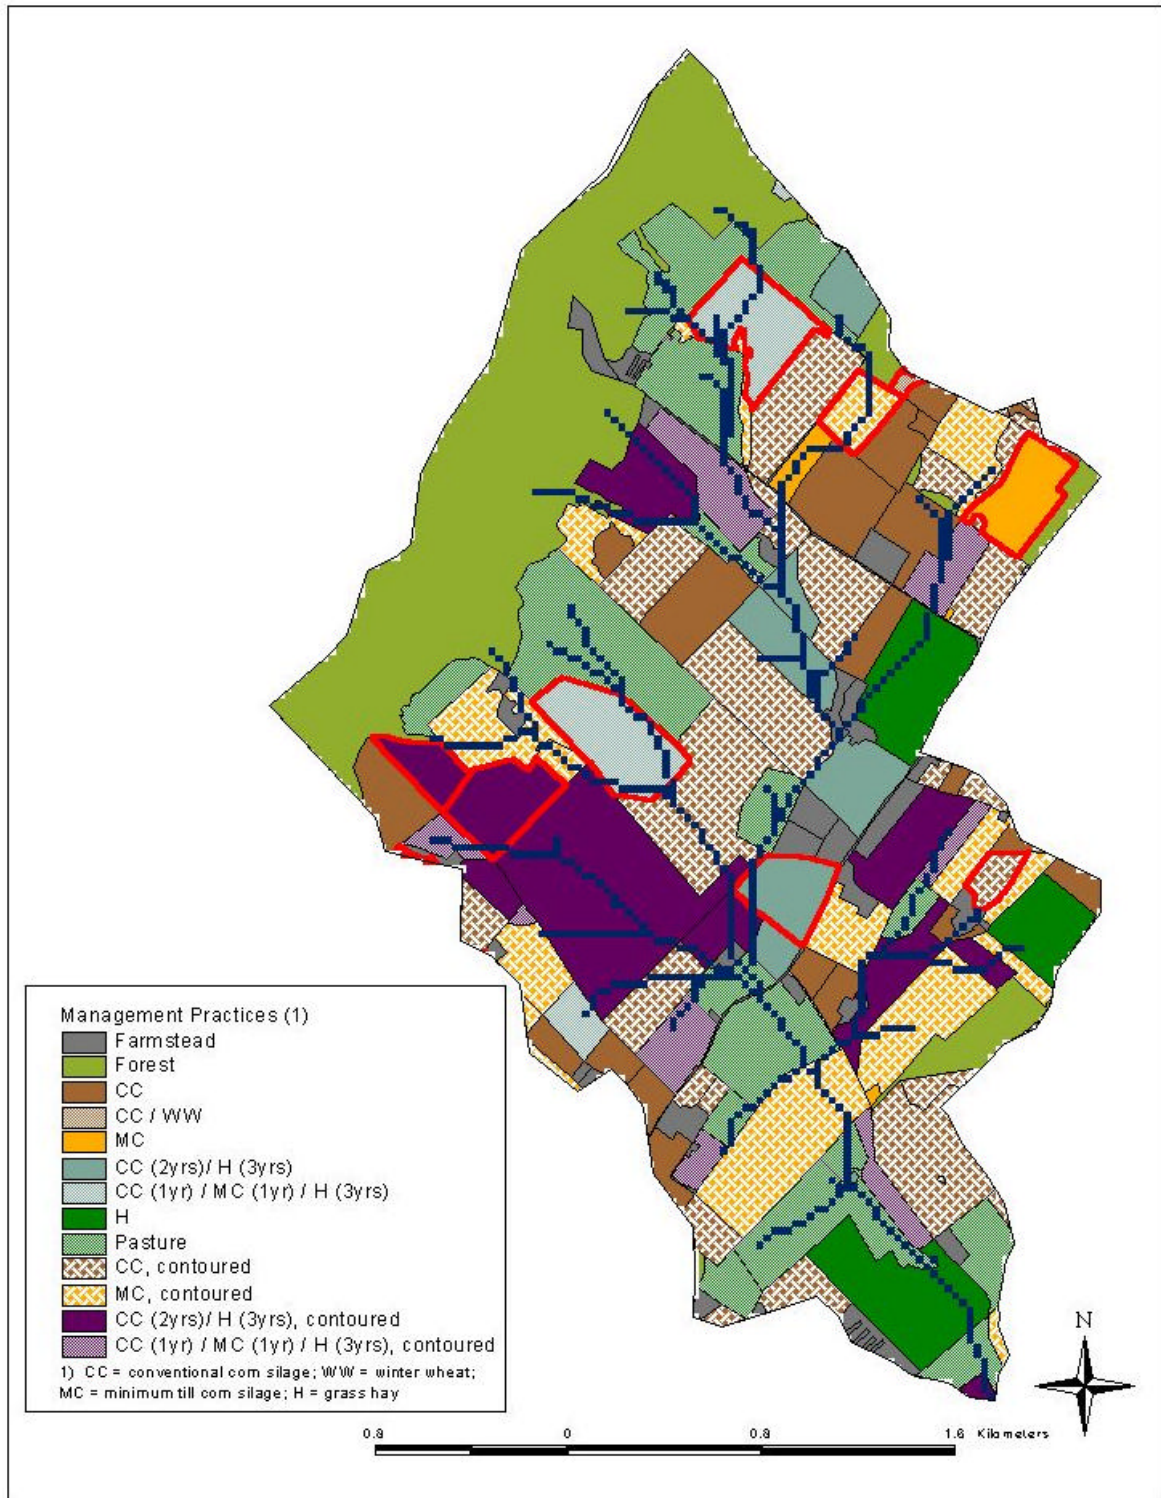 Management Practices (1)
Farmstead
Forest
CC
CC / WW
MC
CC (2yrs)/ H (3yrs)
CC (1yr) / MC (1yr) / H (3yrs)
H
Pasture
CC, contoured
MC, contoured
CC (2yrs)/ H (3yrs), contoured
CC (1yr) / MC (1yr) / H (3yrs), contoured
1) CC = conventional corn silage; WW = winter wheat;
MC = minimum till corn silage; H = grass hay
N
0.8 0 0.8 1.6 Kilometers